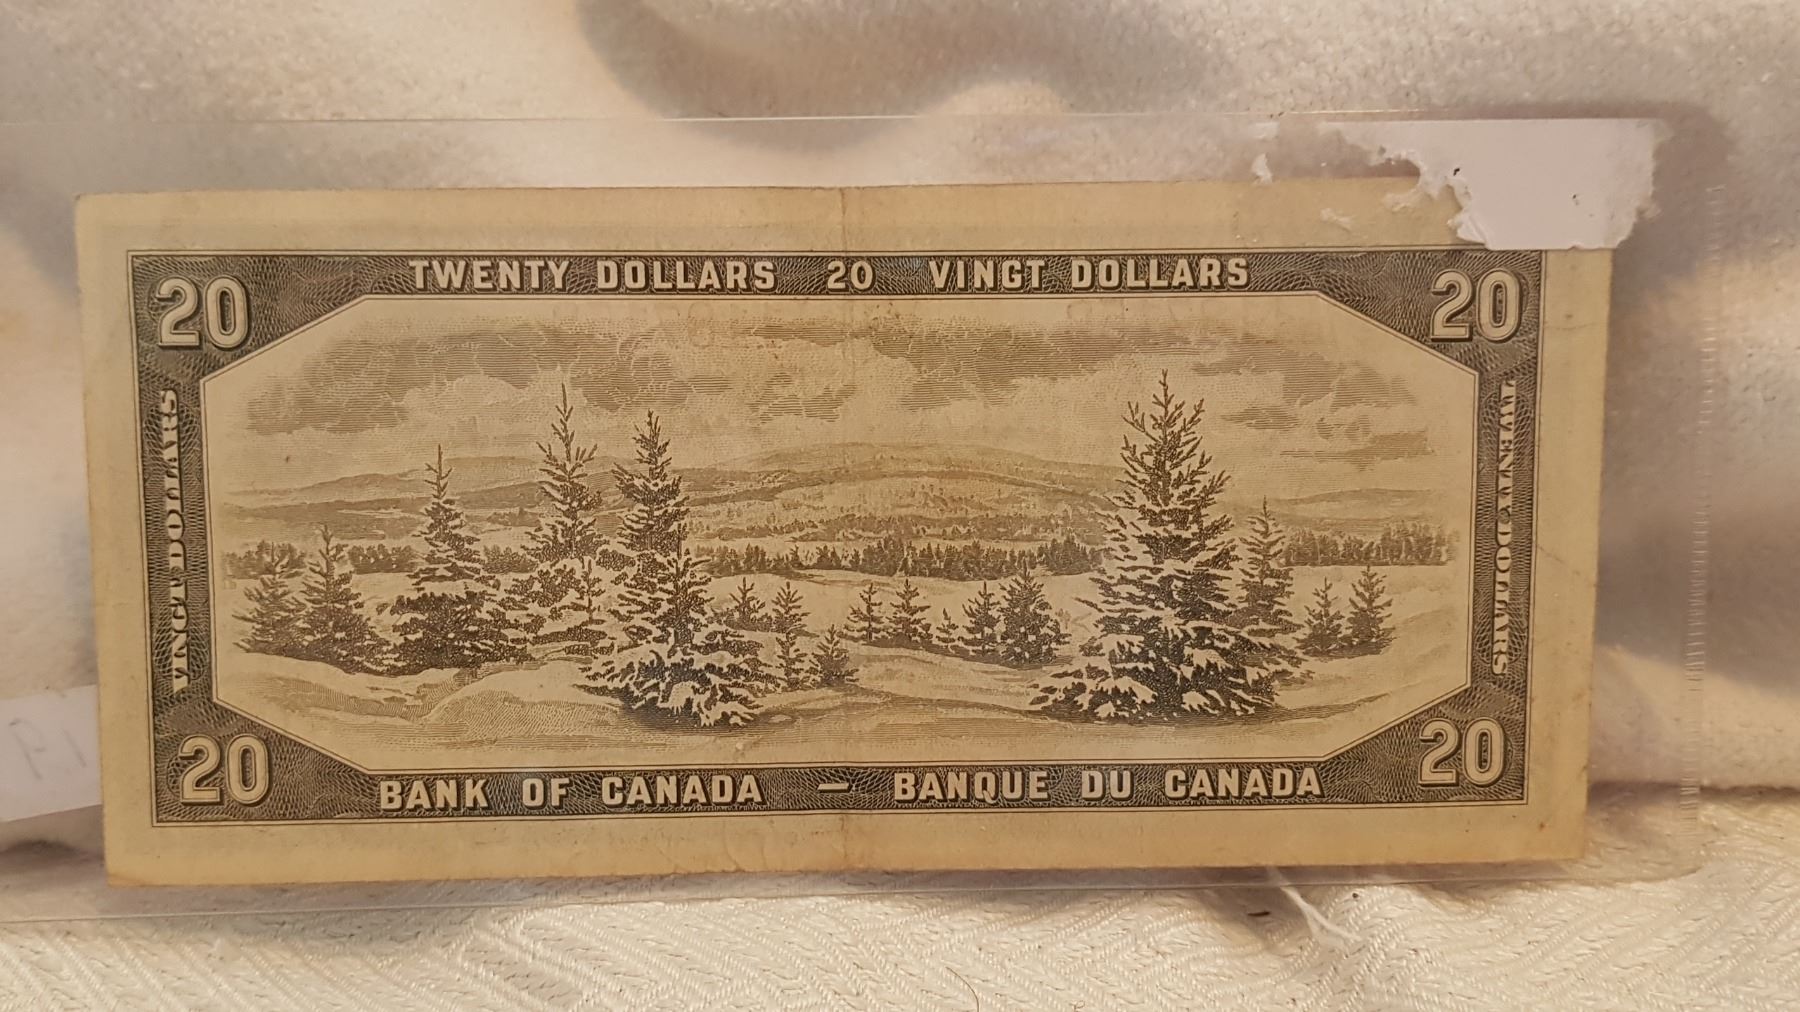 TWENTY DOLLARS 20 VINGT DOLLARS
20
20
VINGT DOLLARS
TWENTY DOLLARS
20
20
BANK OF CANADA — BANQUE DU CANADA